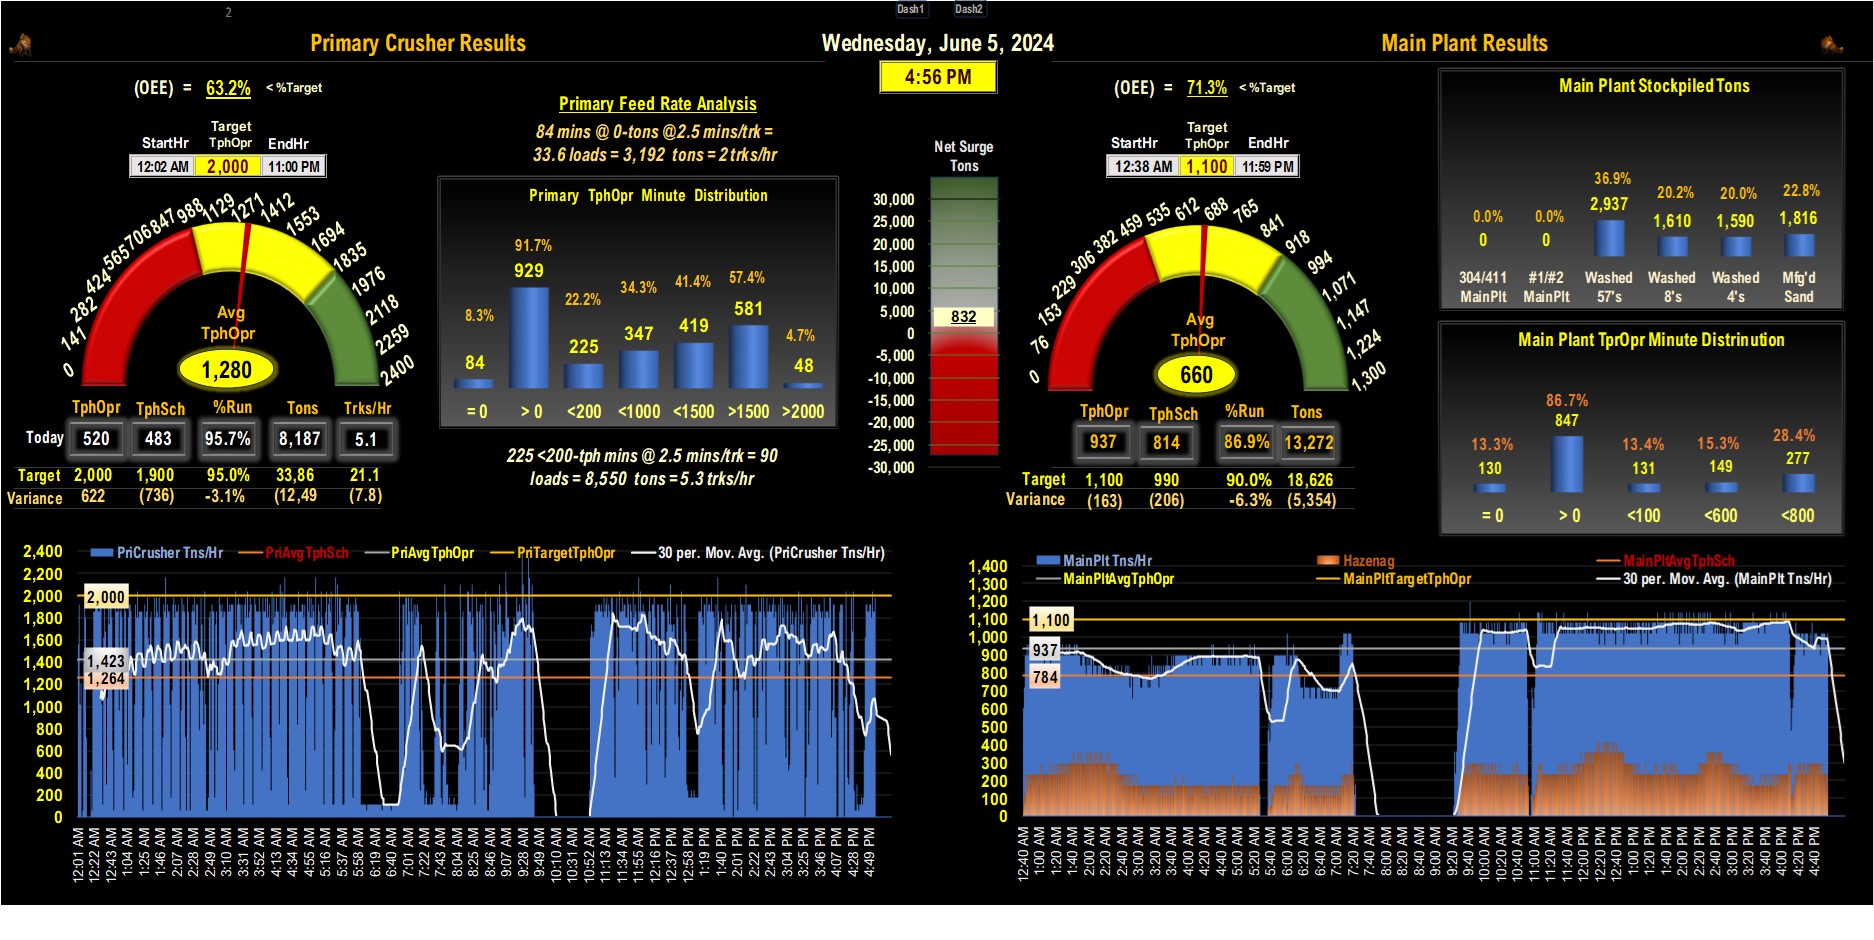 2
Dash1 Dash2
Primary Crusher Results
Wednesday, June 5, 2024
Main Plant Results
4:56 PM
(OEE) = 63.2% < %Target
Target
StartHr TphOpr EndHr
12:02 AM 2,000 11:00 PM
0 141 282 424 565 706 847 988 1129 1271 1412 1553 1694 1835 1976 2118 2259 2400
Avg
TphOpr
1,280
TphOpr TphSch %Run Tons Trks/Hr
Today 520 483 95.7% 8,187 5.1
Target 2,000 1,900 95.0% 33,86 21.1
Variance 622 (736) -3.1% (12,49 (7.8)
Primary Feed Rate Analysis
84 mins @ 0-tons @2.5 mins/trk =
33.6 loads = 3,192 tons = 2 trks/hr
Primary TphOpr Minute Distribution
8.3% 91.7% 22.2% 34.3% 41.4% 57.4% 4.7%
84 929 225 347 419 581 48
= 0 > 0 <200 <1000 <1500 >1500 >2000
225 <200-tph mins @ 2.5 mins/trk = 90
loads = 8,550 tons = 5.3 trks/hr
Net Surge
Tons
30,000
25,000
20,000
15,000
10,000
5,000
832
0
-5,000
-10,000
-15,000
-20,000
-25,000
-30,000
(OEE) = 71.3% < %Target
Target
StartHr TphOpr EndHr
12:38 AM 1,100 11:59 PM
0 76 153 229 306 382 459 535 612 688 765 841 918 994 1,071 1,147 1,224 1,300
Avg
TphOpr
660
TphOpr TphSch %Run Tons
937 814 86.9% 13,272
Target 1,100 990 90.0% 18,626
Variance (163) (206) -6.3% (5,354)
Main Plant Stockpiled Tons
0.0% 0.0% 36.9% 20.2% 20.0% 22.8%
0 0 2,937 1,610 1,590 1,816
304/411 #1/#2 Washed Washed Washed Mfg'd
MainPlt MainPlt 57's 8's 4's Sand
Main Plant TprOpr Minute Distrinution
13.3% 86.7% 13.4% 15.3% 28.4%
130 847 131 149 277
= 0 > 0 <100 <600 <800
PriCrusher Tns/Hr PriAvgTphSch PriAvgTphOpr PriTargetTphOpr 30 per. Mov. Avg. (PriCrusher Tns/Hr)
2,400
2,200
2,000
1,800
1,600
1,400
1,200
1,000
800
600
400
200
0
2,000
1,423
1,264
12:01 AM 12:22 AM 12:43 AM 1:04 AM 1:25 AM 1:46 AM 2:07 AM 2:28 AM 2:49 AM 3:10 AM 3:31 AM 3:52 AM 4:13 AM 4:34 AM 4:55 AM 5:16 AM 5:37 AM 5:58 AM 6:19 AM 6:40 AM 7:01 AM 7:22 AM 7:43 AM 8:04 AM 8:25 AM 8:46 AM 9:07 AM 9:28 AM 9:49 AM 10:10 AM 10:31 AM 10:52 AM 11:13 AM 11:34 AM 11:55 AM 12:16 PM 12:37 PM 12:58 PM 1:19 PM 1:40 PM 2:01 PM 2:22 PM 2:43 PM 3:04 PM 3:25 PM 3:46 PM 4:07 PM 4:28 PM 4:49 PM
MainPlt Tns/Hr Hazenag MainPltAvgTphSch
MainPltAvgTphOpr MainPltTargetTphOpr 30 per. Mov. Avg. (MainPlt Tns/Hr)
1,400
1,300
1,200
1,100
1,000
900
800
700
600
500
400
300
200
100
0
1,100
937
784
12:40 AM 1:00 AM 1:20 AM 1:40 AM 2:00 AM 2:20 AM 2:40 AM 3:00 AM 3:20 AM 3:40 AM 4:00 AM 4:20 AM 4:40 AM 5:00 AM 5:20 AM 5:40 AM 6:00 AM 6:20 AM 6:40 AM 7:00 AM 7:20 AM 7:40 AM 8:00 AM 8:20 AM 8:40 AM 9:00 AM 9:20 AM 9:40 AM 10:00 AM 10:20 AM 10:40 AM 11:00 AM 11:20 AM 11:40 AM 12:00 PM 12:20 PM 12:40 PM 1:00 PM 1:20 PM 1:40 PM 2:00 PM 2:20 PM 2:40 PM 3:00 PM 3:20 PM 3:40 PM 4:00 PM 4:20 PM 4:40 PM